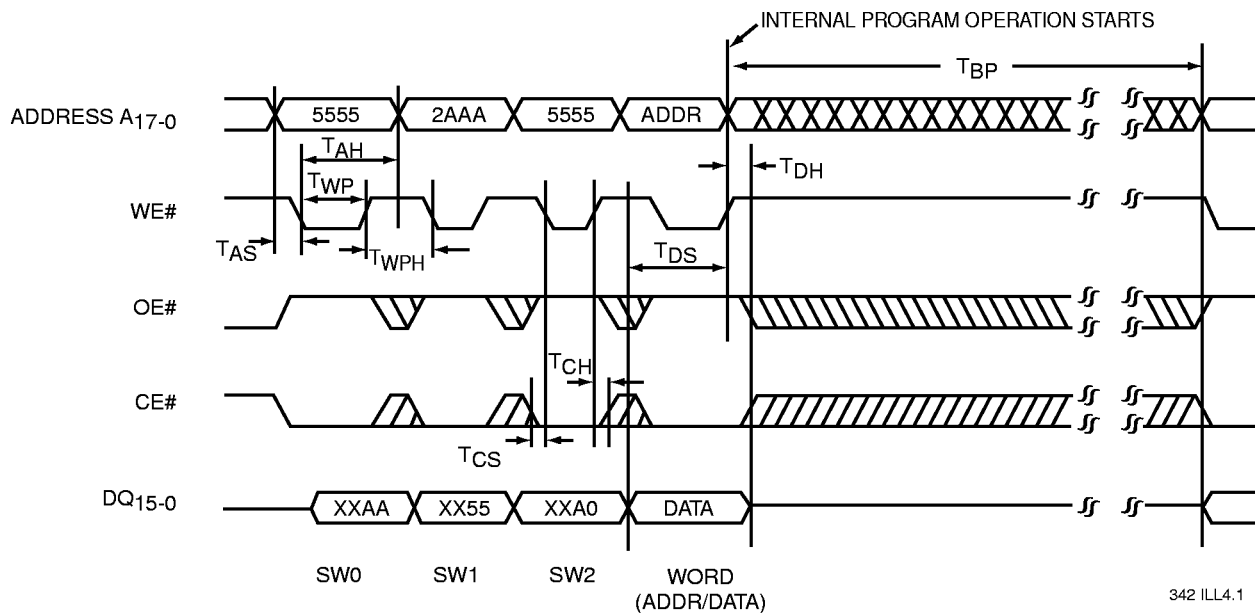 INTERNAL PROGRAM OPERATION STARTS
TBP
ADDRESS A17-0
5555
2AAA
5555
ADDR
TAH
TDH
TWP
WE#
TAS
TWPH
TDS
OE#
TCH
CE#
TCS
DQ15-0
XXAA
XX55
XXA0
DATA
SW0
SW1
SW2
WORD
(ADDR/DATA)
342 ILL4.1